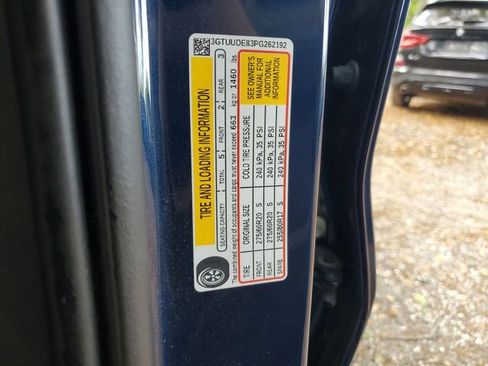 3GTUUDE83PG262192
TIRE AND LOADING INFORMATION
SEATING CAPACITY TOTAL 5 FRONT 2 REAR 3
The combined weight of occupants and cargo must never exceed 663 kg or 1460 lbs
TIRE ORIGINAL SIZE COLD TIRE PRESSURE
FRONT 275/60R20 S 240 kPa, 35 PSI
REAR 275/60R20 S 240 kPa, 35 PSI
SPARE 255/80R17 S 240 kPa, 35 PSI
SEE OWNER'S
MANUAL FOR
ADDITIONAL
INFORMATION